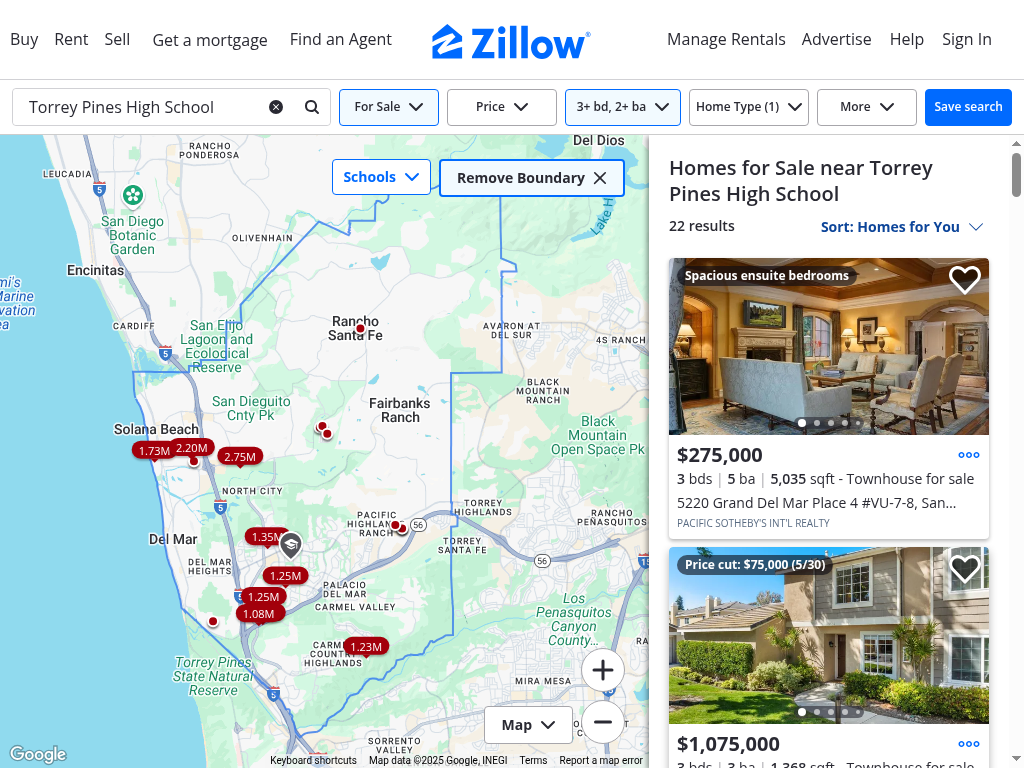 Buy Rent Sell Get a mortgage Find an Agent Zillow Manage Rentals Advertise Help Sign In
Torrey Pines High School For Sale Price 3+ bd, 2+ ba Home Type (1) More Save search
Schools Remove Boundary
RANCHO
PONDEROSA
Del Dios
LEUCADIA
5
San Diego
Botanic
Garden
Lake H
OLIVENHAIN
Encinitas
mi's
Marine
vation
ea
CARDIFF
San Elijo
Lagoon and
Ecological
Reserve
5
Rancho
Santa Fe
AVARON AT
DEL SUR
4S RANCH
BLACK
MOUNTAIN
RANCH
San Dieguito
Cnty Pk
Fairbanks
Ranch
Black
Mountain
Open Space Pk
Solana Beach
1.73M
2.20M
2.75M
NORTH CITY
5
TORREY
HIGHLANDS
RANCHO
PEÑASQUITOS
PACIFIC
HIGHLANDS
RANCH
56
Del Mar
1.35M
TORREY
SANTA FE
56
15
DEL MAR
HEIGHTS
1.25M
1.25M
1.08M
PALACIO
DEL MAR
CARMEL VALLEY
Los
Penasquitos
Canyon
County...
1.23M
COUNTRY
HIGHLANDS
RA
Torrey Pines
State Natural
Reserve
MIRA MESA
5
Map
SORRENTO
VALLEY
Google
Keyboard shortcuts Map data ©2025 Google, INEGI Terms Report a map error
Homes for Sale near Torrey
Pines High School
22 results Sort: Homes for You
Spacious ensuite bedrooms
$275,000
3 bds | 5 ba | 5,035 sqft - Townhouse for sale
5220 Grand Del Mar Place 4 #VU-7-8, San...
PACIFIC SOTHEBY'S INT'L REALTY
Price cut: $75,000 (5/30)
$1,075,000
3 bds | 3 ba | 1,368 sqft - Townhouse for sale